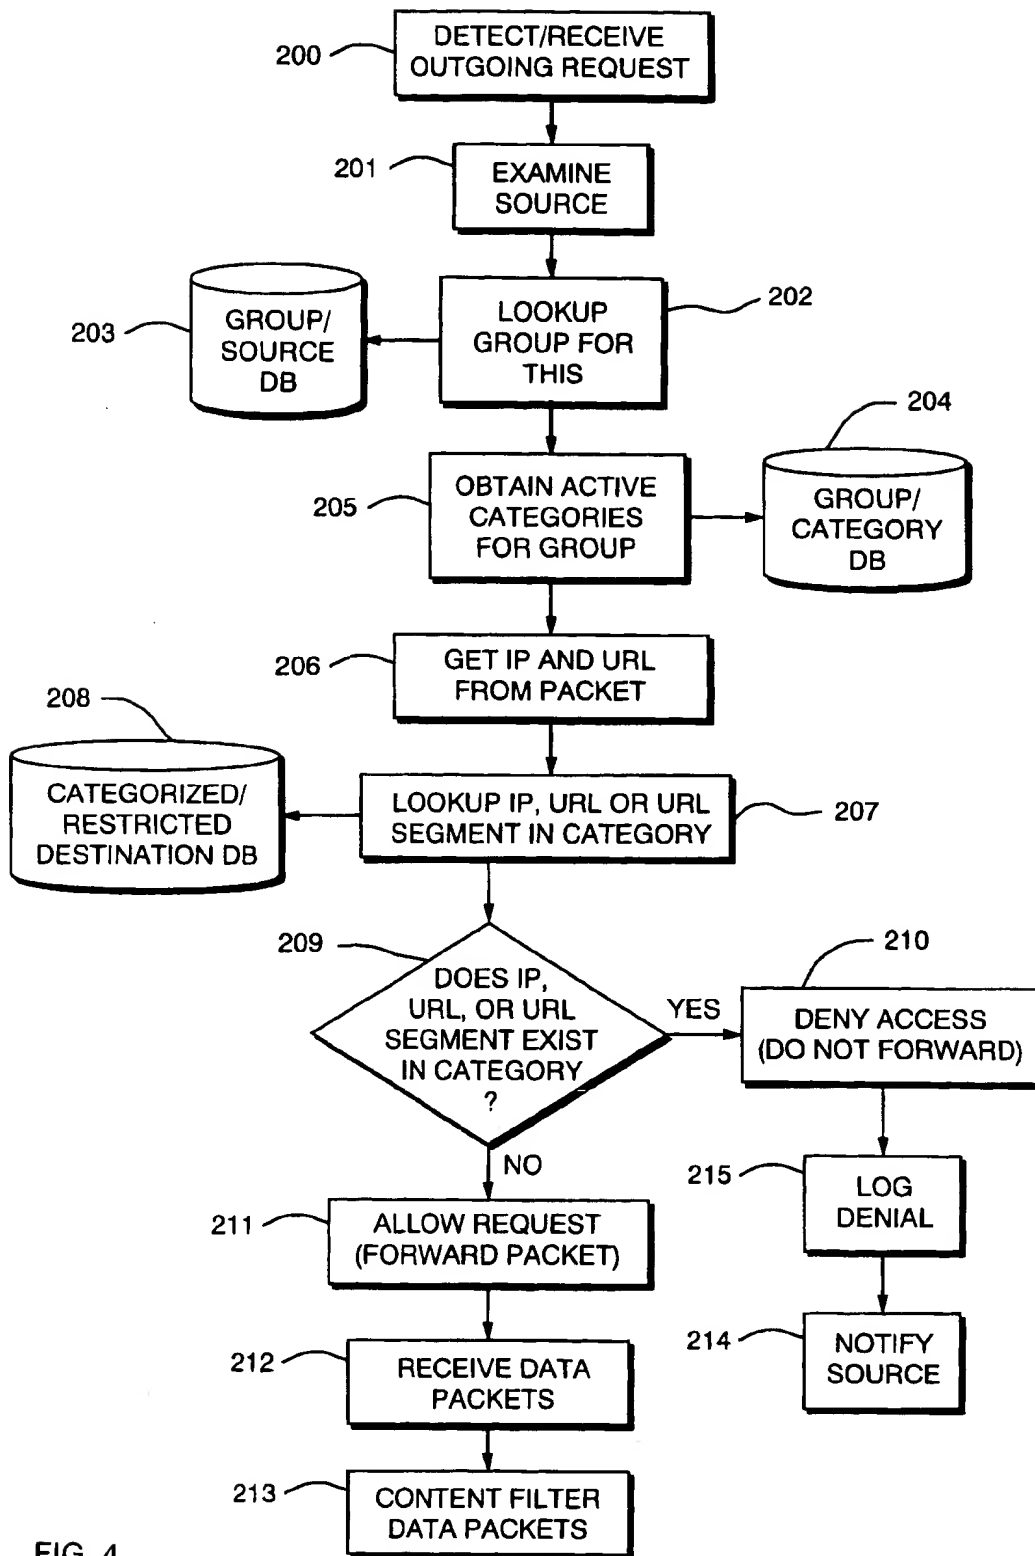 200
DETECT/RECEIVE
OUTGOING REQUEST
201
EXAMINE
SOURCE
202
LOOKUP
GROUP FOR
THIS
203
GROUP/
SOURCE
DB
204
205
OBTAIN ACTIVE
CATEGORIES
FOR GROUP
GROUP/
CATEGORY
DB
206
GET IP AND URL
FROM PACKET
208
CATEGORIZED/
RESTRICTED
DESTINATION DB
LOOKUP IP, URL OR URL
SEGMENT IN CATEGORY
207
209
DOES IP,
URL, OR URL
SEGMENT EXIST
IN CATEGORY
?
YES
210
DENY ACCESS
(DO NOT FORWARD)
NO
215
LOG
DENIAL
211
ALLOW REQUEST
(FORWARD PACKET)
214
NOTIFY
SOURCE
212
RECEIVE DATA
PACKETS
213
CONTENT FILTER
DATA PACKETS
FIG. 4